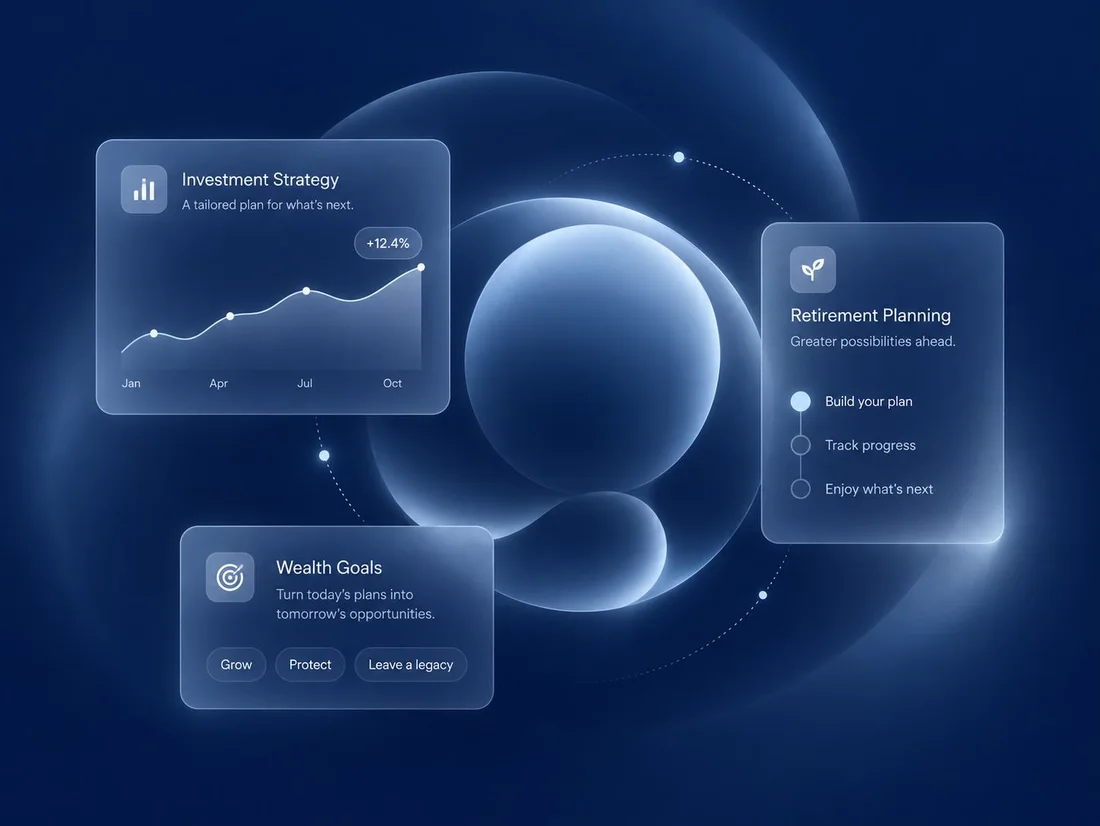 Investment Strategy
A tailored plan for what's next.
+12.4%
Jan Apr Jul Oct
Retirement Planning
Greater possibilities ahead.
Build your plan
Track progress
Enjoy what's next
Wealth Goals
Turn today's plans into
tomorrow's opportunities.
Grow Protect Leave a legacy